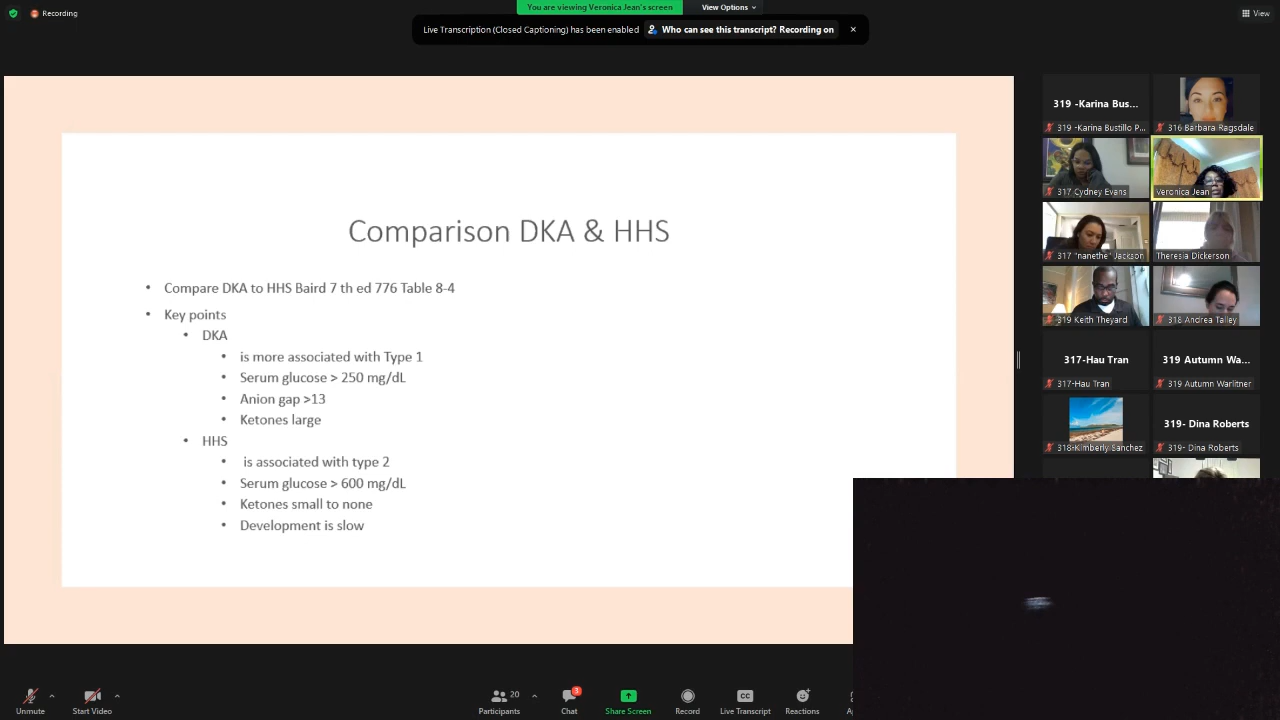 Recording
You are viewing Veronica Jean's screen
View Options
View
Live Transcription (Closed Captioning) has been enabled
Who can see this transcript? Recording on
Comparison DKA & HHS
• Compare DKA to HHS Baird 7 th ed 776 Table 8-4
• Key points
• DKA
• is more associated with Type 1
• Serum glucose > 250 mg/dL
• Anion gap >13
• Ketones large
• HHS
• is associated with type 2
• Serum glucose > 600 mg/dL
• Ketones small to none
• Development is slow
319 -Karina Bus...
319 -Karina Bustillo P...
316 Barbara Ragsdale
317 Cydney Evans
Veronica Jean
317 "nanethe" Jackson
Theresia Dickerson
319 Keith Theyard
318 Andrea Talley
317-Hau Tran
317-Hau Tran
319 Autumn Wa...
319 Autumn Warlitner
318-Kimberly Sanchez
319- Dina Roberts
319- Dina Roberts
Unmute
Start Video
20
Participants
3
Chat
Share Screen
Record
CC
Live Transcript
Reactions